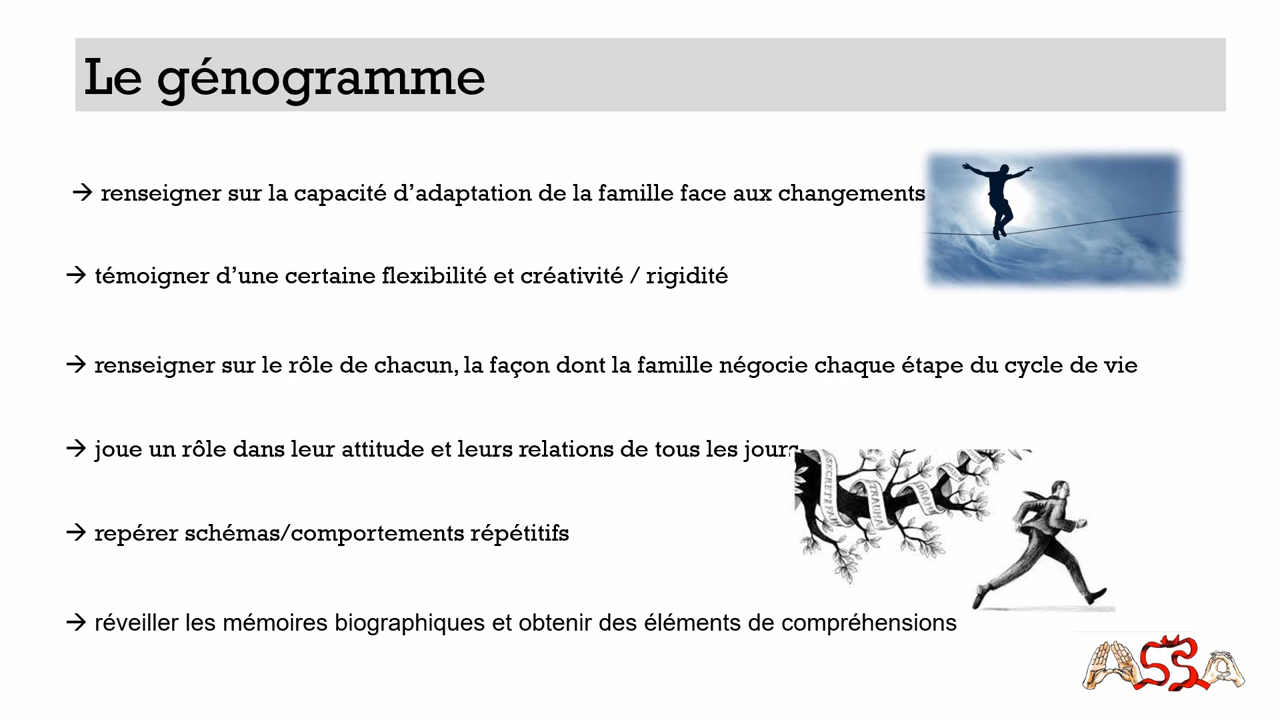 Le génogramme
→ renseigner sur la capacité d’adaptation de la famille face aux changements
→ témoigner d’une certaine flexibilité et créativité / rigidité
→ renseigner sur le rôle de chacun, la façon dont la famille négocie chaque étape du cycle de vie
→ joue un rôle dans leur attitude et leurs relations de tous les jours
→ repérer schémas/comportements répétitifs
→ réveiller les mémoires biographiques et obtenir des éléments de compréhensions